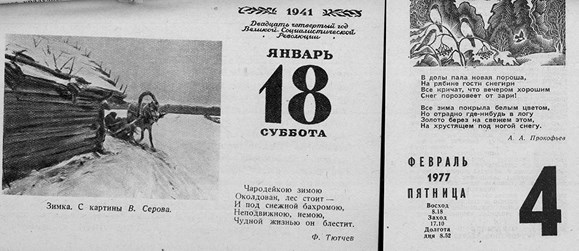 1941
Двадцать четвертый год
Великой Социалистической
Революции
ЯНВАРЬ
18
СУББОТА
Зимка. С картины В. Серова.
Чародейкою зимою
Околдован, лес стоит—
И под снежной бахромою,
Неподвижною, немою,
Чудной жизнью он блестит.
Ф. Тютчев
В долы пала новая пороша,
На рябине гости снегири
Все кричат, что вечером хорошим
Снег порозовеет от зари!
Все зима покрыла белым цветом,
Но отрадно где-нибудь в логу
Золото берез на свежем этом,
На хрустящем под ногой снегу.
А. А. Прокофьев
ФЕВРАЛЬ
1977
ПЯТНИЦА
4
Восход
8.18
Заход
17.10
Долгота
дня 8.52